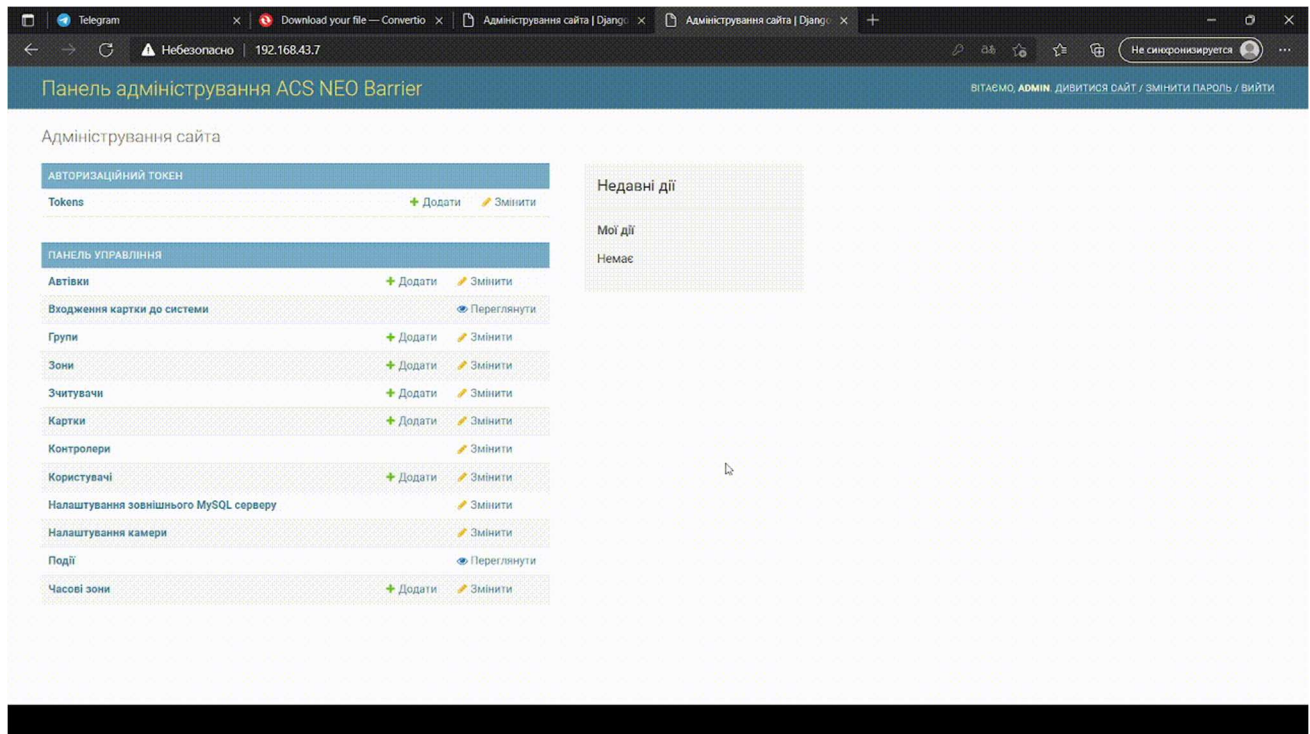 Telegram
Download your file — Convertio
Адміністрування сайта | Django
Адміністрування сайта | Django
Небезопасно
192.168.43.7
Не синхронизируется
Панель адміністрування ACS NEO Barrier
ВІТАЄМО, ADMIN. ДИВИТИСЯ САЙТ / ЗМІНИТИ ПАРОЛЬ / ВИЙТИ
Адміністрування сайта
АВТОРИЗАЦІЙНИЙ ТОКЕН
Tokens Додати Змінити
ПАНЕЛЬ УПРАВЛІННЯ
Автівки Додати Змінити
Входження картки до системи Переглянути
Групи Додати Змінити
Зони Додати Змінити
Зчитувачи Додати Змінити
Картки Додати Змінити
Контролери Змінити
Користувачі Додати Змінити
Налаштування зовнішнього MySQL серверу Змінити
Налаштування камери Змінити
Події Переглянути
Часові зони Додати Змінити
Недавні дії
Мої дії
Немає